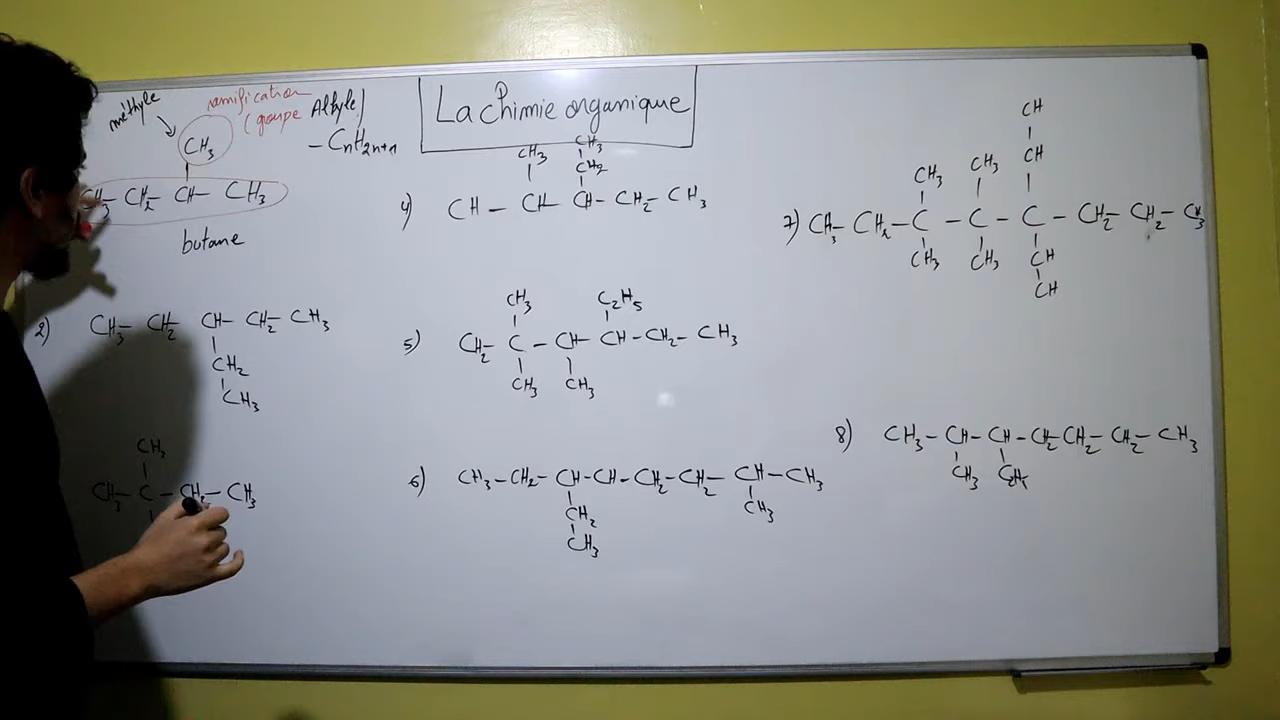 La Chimie organique
méthyle
ramification
(groupe Alkyle)
CH3
– CnH2n+1
CH3 – CH2 – CH – CH3
butane
2) CH3 – CH2 – CH – CH2 – CH3
CH2
CH3
CH3
CH3 – C – CH2 – CH3
4)
CH3
CH3
CH2
CH – CH – CH – CH2 – CH3
5)
CH3
C2H5
CH2 – C – CH – CH – CH2 – CH3
CH3
CH3
6) CH3 – CH2 – CH – CH – CH2 – CH2 – CH – CH3
CH2
CH3
CH3
7)
CH
CH
CH3
CH3
CH3 – CH2 – C – C – C – CH2 – CH2 – CH3
CH3
CH3
CH
CH
8) CH3 – CH – CH – CH2 – CH2 – CH2 – CH3
CH3
C2H5